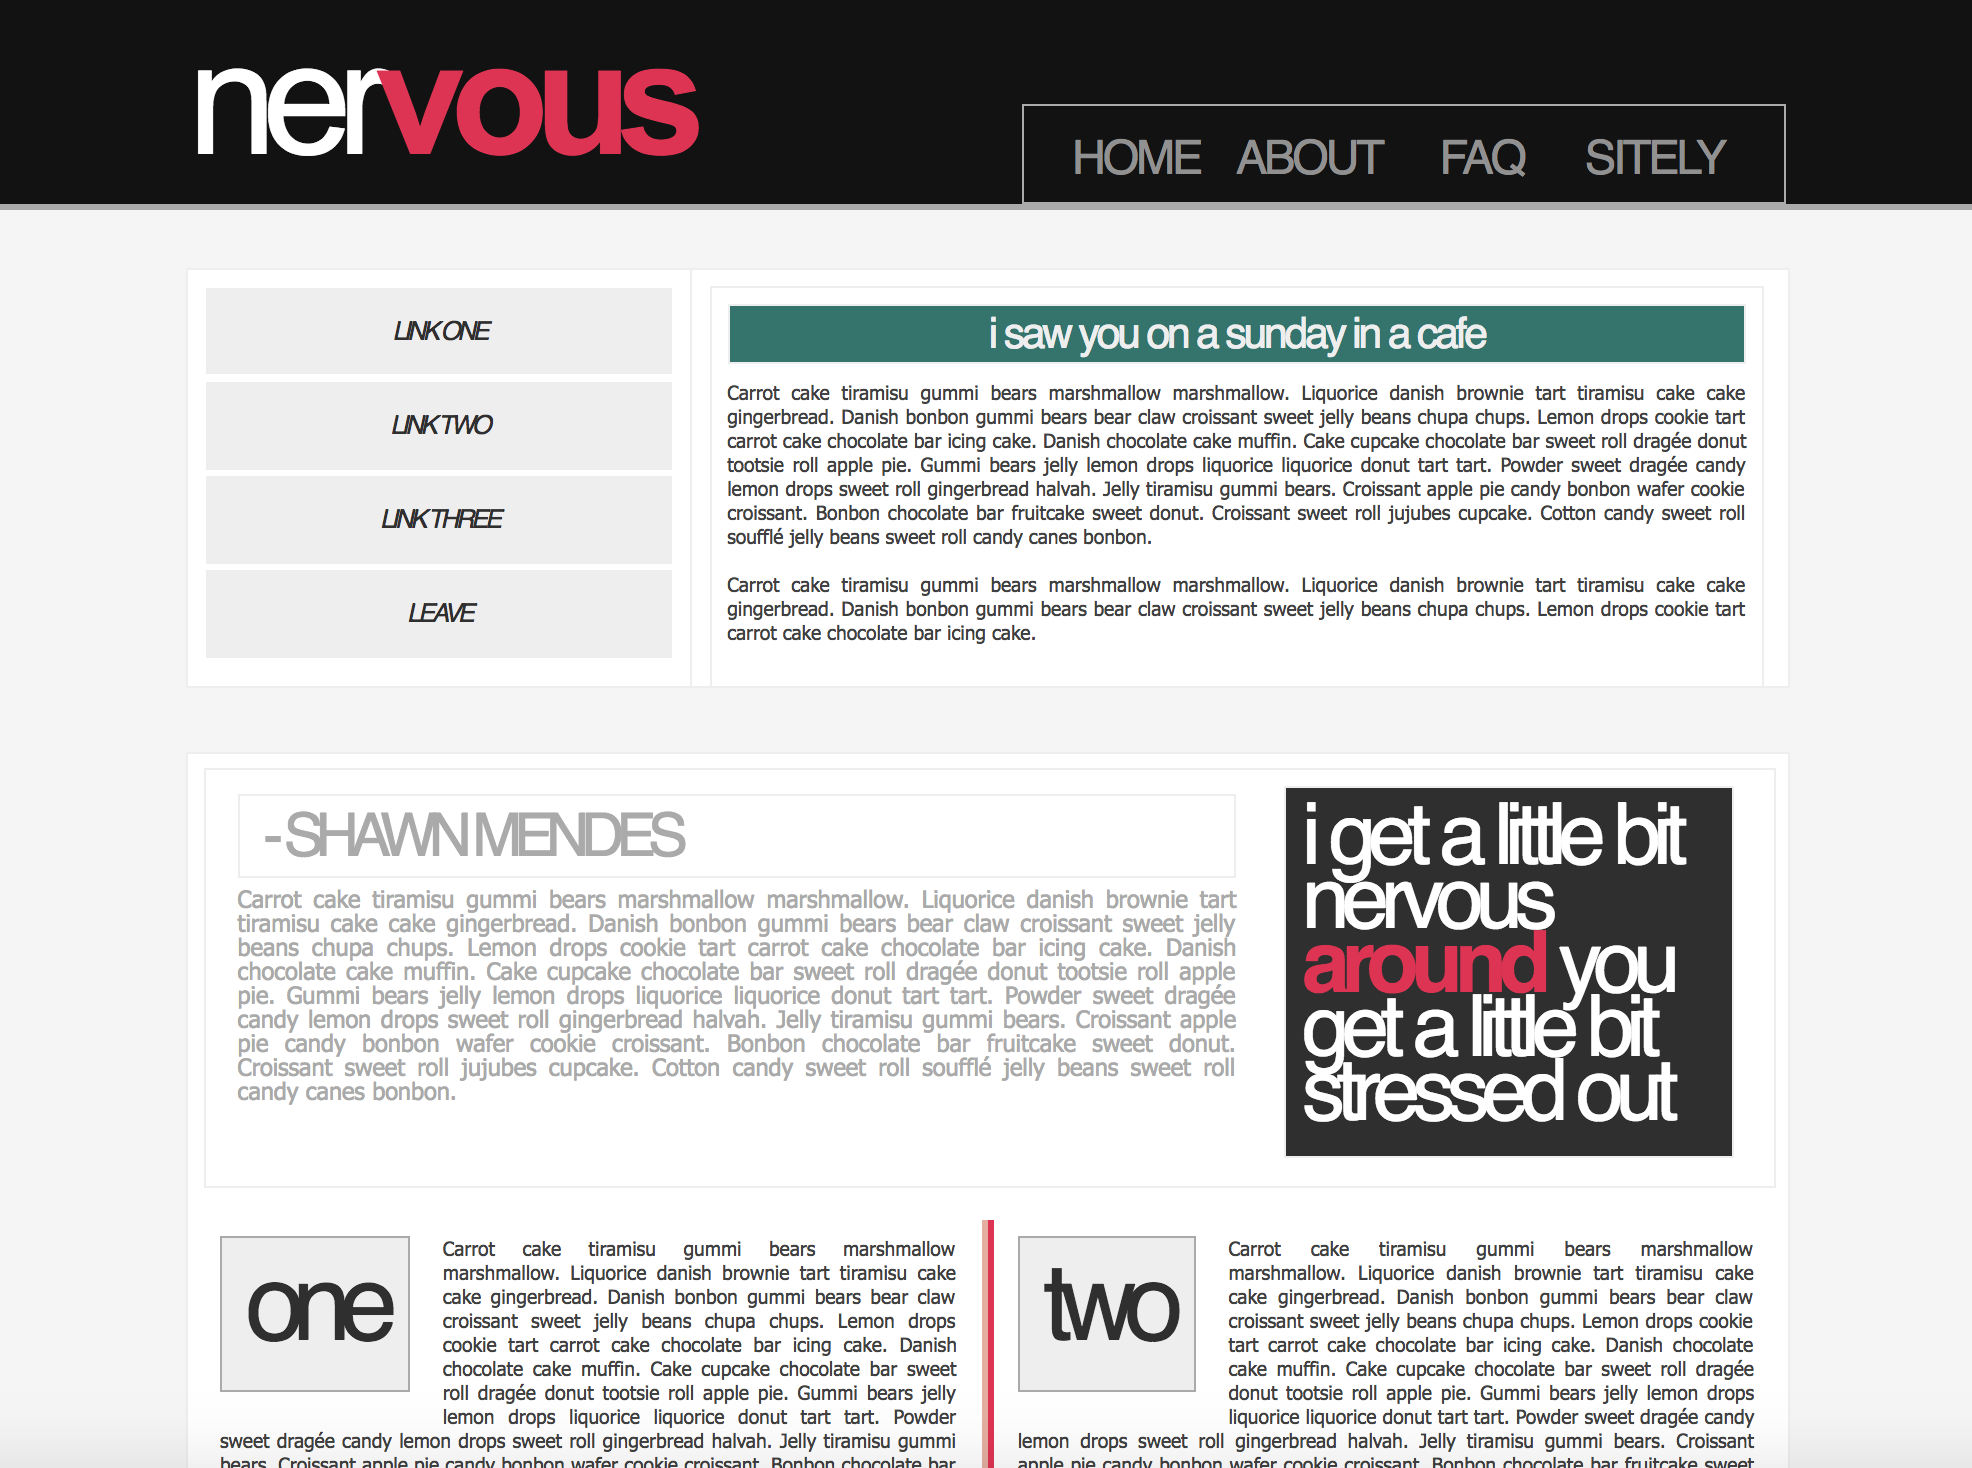 nervous
HOME ABOUT FAQ SITELY
LINK ONE
LINK TWO
LINK THREE
LEAVE
i saw you on a sunday in a cafe
Carrot cake tiramisu gummi bears marshmallow marshmallow. Liquorice danish brownie tart tiramisu cake cake
gingerbread. Danish bonbon gummi bears bear claw croissant sweet jelly beans chupa chups. Lemon drops cookie tart
carrot cake chocolate bar icing cake. Danish chocolate cake muffin. Cake cupcake chocolate bar sweet roll dragée donut
tootsie roll apple pie. Gummi bears jelly lemon drops liquorice liquorice donut tart tart. Powder sweet dragée candy
lemon drops sweet roll gingerbread halvah. Jelly tiramisu gummi bears. Croissant apple pie candy bonbon wafer cookie
croissant. Bonbon chocolate bar fruitcake sweet donut. Croissant sweet roll jujubes cupcake. Cotton candy sweet roll
soufflé jelly beans sweet roll candy canes bonbon.
Carrot cake tiramisu gummi bears marshmallow marshmallow. Liquorice danish brownie tart tiramisu cake cake
gingerbread. Danish bonbon gummi bears bear claw croissant sweet jelly beans chupa chups. Lemon drops cookie tart
carrot cake chocolate bar icing cake.
- SHAWN MENDES
Carrot cake tiramisu gummi bears marshmallow marshmallow. Liquorice danish brownie tart
tiramisu cake cake gingerbread. Danish bonbon gummi bears bear claw croissant sweet jelly
beans chupa chups. Lemon drops cookie tart carrot cake chocolate bar icing cake. Danish
chocolate cake muffin. Cake cupcake chocolate bar sweet roll dragée donut tootsie roll apple
pie. Gummi bears jelly lemon drops liquorice liquorice donut tart tart. Powder sweet dragée
candy lemon drops sweet roll gingerbread halvah. Jelly tiramisu gummi bears. Croissant apple
pie candy bonbon wafer cookie croissant. Bonbon chocolate bar fruitcake sweet donut.
Croissant sweet roll jujubes cupcake. Cotton candy sweet roll soufflé jelly beans sweet roll
candy canes bonbon.
i get a little bit
nervous
around you
get a little bit
stressed out
one
Carrot cake tiramisu gummi bears marshmallow
marshmallow. Liquorice danish brownie tart tiramisu cake
cake gingerbread. Danish bonbon gummi bears bear claw
croissant sweet jelly beans chupa chups. Lemon drops
cookie tart carrot cake chocolate bar icing cake. Danish
chocolate cake muffin. Cake cupcake chocolate bar sweet
roll dragée donut tootsie roll apple pie. Gummi bears jelly
lemon drops liquorice liquorice donut tart tart. Powder
sweet dragée candy lemon drops sweet roll gingerbread halvah. Jelly tiramisu gummi
bears. Croissant apple pie candy bonbon wafer cookie croissant. Bonbon chocolate bar
two
Carrot cake tiramisu gummi bears marshmallow
marshmallow. Liquorice danish brownie tart tiramisu cake
cake gingerbread. Danish bonbon gummi bears bear claw
croissant sweet jelly beans chupa chups. Lemon drops cookie
tart carrot cake chocolate bar icing cake. Danish chocolate
cake muffin. Cake cupcake chocolate bar sweet roll dragée
donut tootsie roll apple pie. Gummi bears jelly lemon drops
liquorice liquorice donut tart tart. Powder sweet dragée candy
lemon drops sweet roll gingerbread halvah. Jelly tiramisu gummi bears. Croissant
apple pie candy bonbon wafer cookie croissant. Bonbon chocolate bar fruitcake sweet